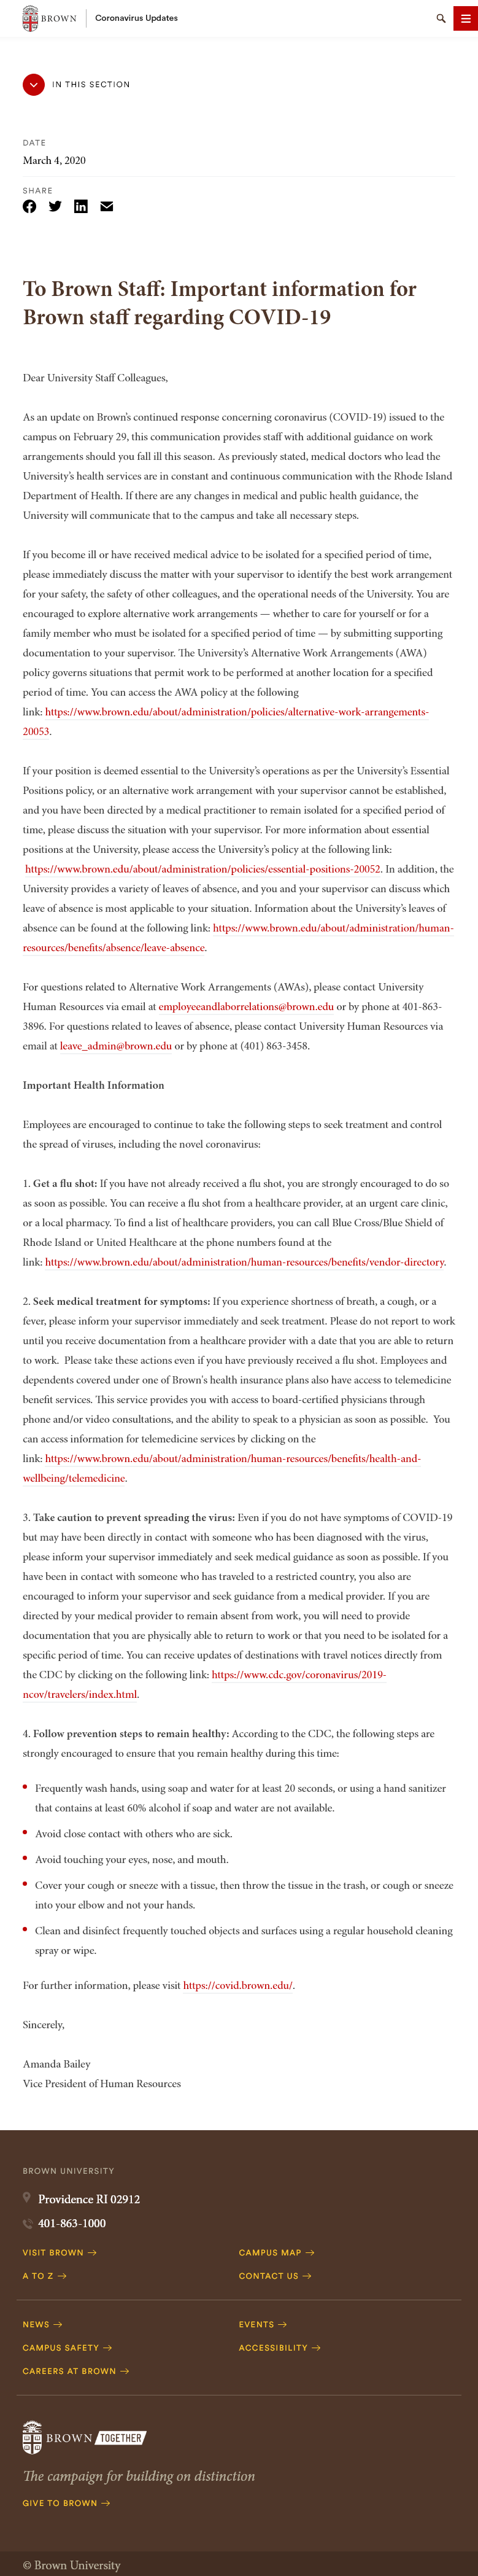 BROWN
Coronavirus Updates
IN THIS SECTION
DATE
March 4, 2020
SHARE
To Brown Staff: Important information for
Brown staff regarding COVID-19
Dear University Staff Colleagues,
As an update on Brown's continued response concerning coronavirus (COVID-19) issued to the
campus on February 29, this communication provides staff with additional guidance on work
arrangements should you fall ill this season. As previously stated, medical doctors who lead the
University's health services are in constant and continuous communication with the Rhode Island
Department of Health. If there are any changes in medical and public health guidance, the
University will communicate that to the campus and take all necessary steps.
If you become ill or have received medical advice to be isolated for a specified period of time,
please immediately discuss the matter with your supervisor to identify the best work arrangement
for your safety, the safety of other colleagues, and the operational needs of the University. You are
encouraged to explore alternative work arrangements — whether to care for yourself or for a
family member who must be isolated for a specified period of time — by submitting supporting
documentation to your supervisor. The University's Alternative Work Arrangements (AWA)
policy governs situations that permit work to be performed at another location for a specified
period of time. You can access the AWA policy at the following
link: https://www.brown.edu/about/administration/policies/alternative-work-arrangements-
20053.
If your position is deemed essential to the University's operations as per the University's Essential
Positions policy, or an alternative work arrangement with your supervisor cannot be established,
and you have been directed by a medical practitioner to remain isolated for a specified period of
time, please discuss the situation with your supervisor. For more information about essential
positions at the University, please access the University's policy at the following link:
https://www.brown.edu/about/administration/policies/essential-positions-20052. In addition, the
University provides a variety of leaves of absence, and you and your supervisor can discuss which
leave of absence is most applicable to your situation. Information about the University's leaves of
absence can be found at the following link: https://www.brown.edu/about/administration/human-
resources/benefits/absence/leave-absence.
For questions related to Alternative Work Arrangements (AWAs), please contact University
Human Resources via email at employeeandlaborrelations@brown.edu or by phone at 401-863-
3896. For questions related to leaves of absence, please contact University Human Resources via
email at leave_admin@brown.edu or by phone at (401) 863-3458.
Important Health Information
Employees are encouraged to continue to take the following steps to seek treatment and control
the spread of viruses, including the novel coronavirus:
1. Get a flu shot: If you have not already received a flu shot, you are strongly encouraged to do so
as soon as possible. You can receive a flu shot from a healthcare provider, at an urgent care clinic,
or a local pharmacy. To find a list of healthcare providers, you can call Blue Cross/Blue Shield of
Rhode Island or United Healthcare at the phone numbers found at the
link: https://www.brown.edu/about/administration/human-resources/benefits/vendor-directory.
2. Seek medical treatment for symptoms: If you experience shortness of breath, a cough, or a
fever, please inform your supervisor immediately and seek treatment. Please do not report to work
until you receive documentation from a healthcare provider with a date that you are able to return
to work. Please take these actions even if you have previously received a flu shot. Employees and
dependents covered under one of Brown's health insurance plans also have access to telemedicine
benefit services. This service provides you with access to board-certified physicians through
phone and/or video consultations, and the ability to speak to a physician as soon as possible. You
can access information for telemedicine services by clicking on the
link: https://www.brown.edu/about/administration/human-resources/benefits/health-and-
wellbeing/telemedicine.
3. Take caution to prevent spreading the virus: Even if you do not have symptoms of COVID-19
but may have been directly in contact with someone who has been diagnosed with the virus,
please inform your supervisor immediately and seek medical guidance as soon as possible. If you
have been in contact with someone who has traveled to a restricted country, you also are
encouraged to inform your supervisor and seek guidance from a medical provider. If you are
directed by your medical provider to remain absent from work, you will need to provide
documentation that you are physically able to return to work or that you need to be isolated for a
specific period of time. You can receive updates of destinations with travel notices directly from
the CDC by clicking on the following link: https://www.cdc.gov/coronavirus/2019-
ncov/travelers/index.html.
4. Follow prevention steps to remain healthy: According to the CDC, the following steps are
strongly encouraged to ensure that you remain healthy during this time:
Frequently wash hands, using soap and water for at least 20 seconds, or using a hand sanitizer
that contains at least 60% alcohol if soap and water are not available.
Avoid close contact with others who are sick.
Avoid touching your eyes, nose, and mouth.
Cover your cough or sneeze with a tissue, then throw the tissue in the trash, or cough or sneeze
into your elbow and not your hands.
Clean and disinfect frequently touched objects and surfaces using a regular household cleaning
spray or wipe.
For further information, please visit https://covid.brown.edu/.
Sincerely,
Amanda Bailey
Vice President of Human Resources
BROWN UNIVERSITY
Providence RI 02912
401-863-1000
VISIT BROWN
CAMPUS MAP
A TO Z
CONTACT US
NEWS
EVENTS
CAMPUS SAFETY
ACCESSIBILITY
CAREERS AT BROWN
BROWN TOGETHER
The campaign for building on distinction
GIVE TO BROWN
© Brown University